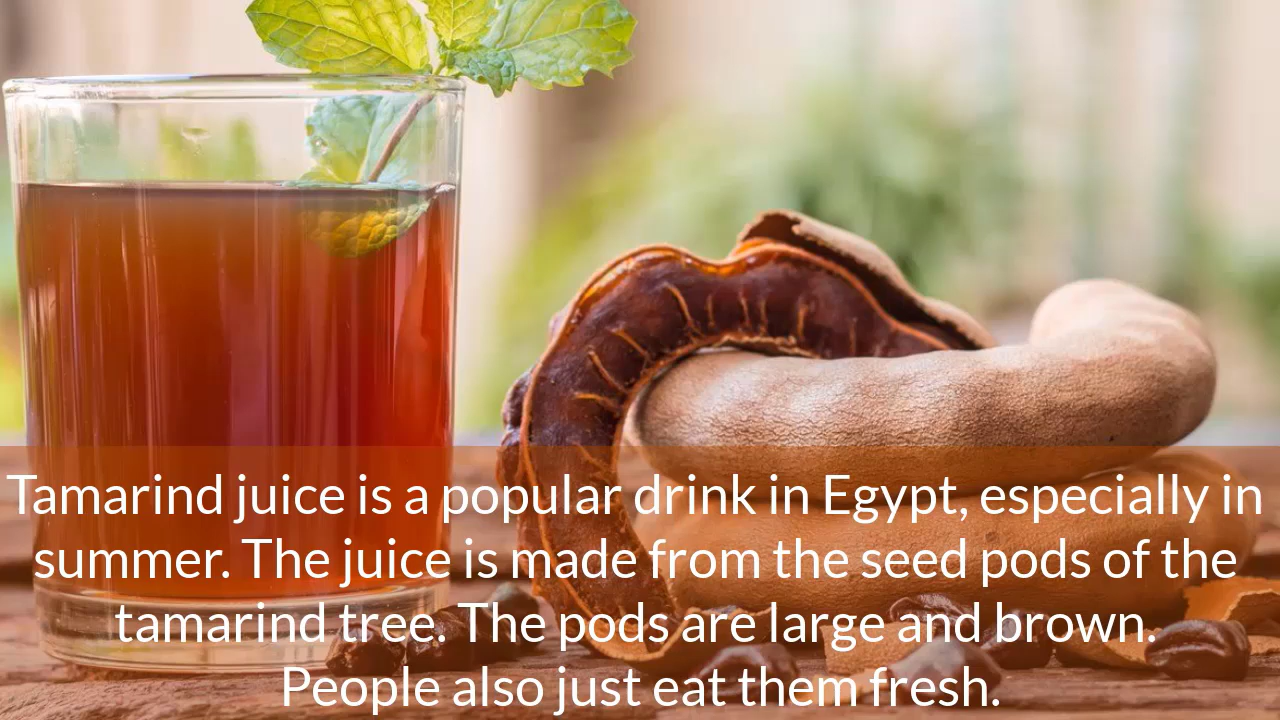 Tamarind juice is a popular drink in Egypt, especially in
summer. The juice is made from the seed pods of the
tamarind tree. The pods are large and brown.
People also just eat them fresh.